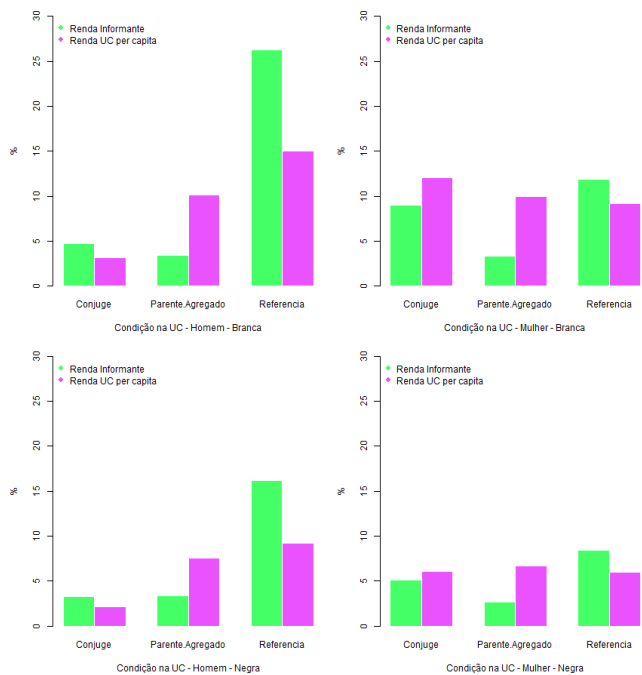 Renda Informante
Renda UC per capita
30
25
20
15
10
5
0
%
Conjuge Parente.Agregado Referencia
Condição na UC - Homem - Branca
Renda Informante
Renda UC per capita
30
25
20
15
10
5
0
%
Conjuge Parente.Agregado Referencia
Condição na UC - Mulher - Branca
Renda Informante
Renda UC per capita
30
25
20
15
10
5
0
%
Conjuge Parente.Agregado Referencia
Condição na UC - Homem - Negra
Renda Informante
Renda UC per capita
30
25
20
15
10
5
0
%
Conjuge Parente.Agregado Referencia
Condição na UC - Mulher - Negra